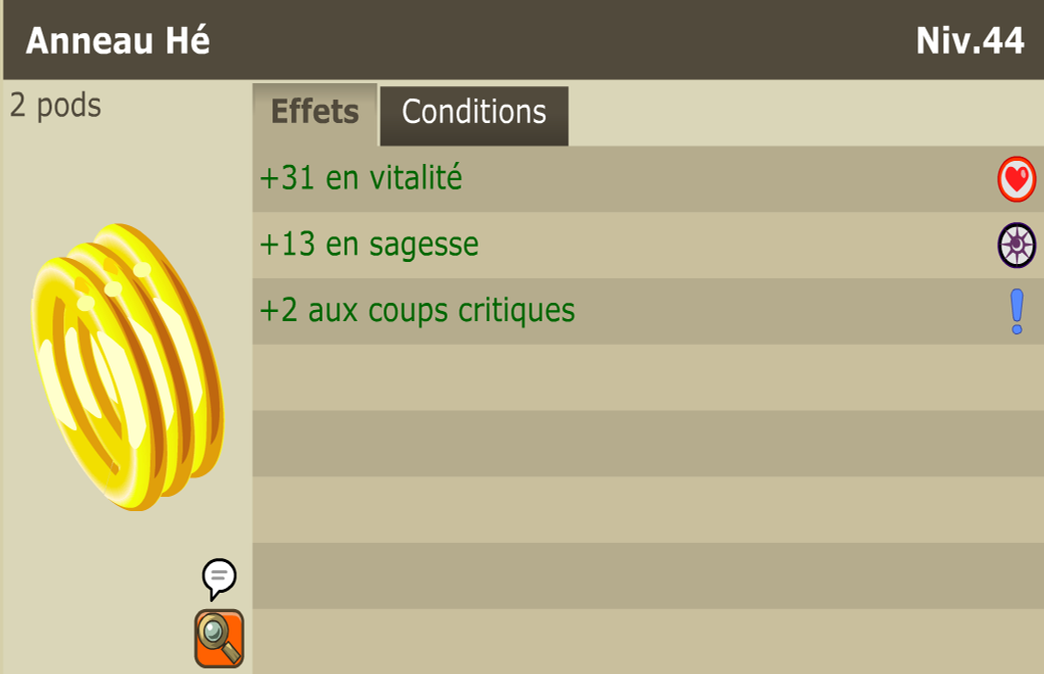 Anneau Hé
Niv.44
2 pods
Effets
Conditions
+31 en vitalité
+13 en sagesse
+2 aux coups critiques